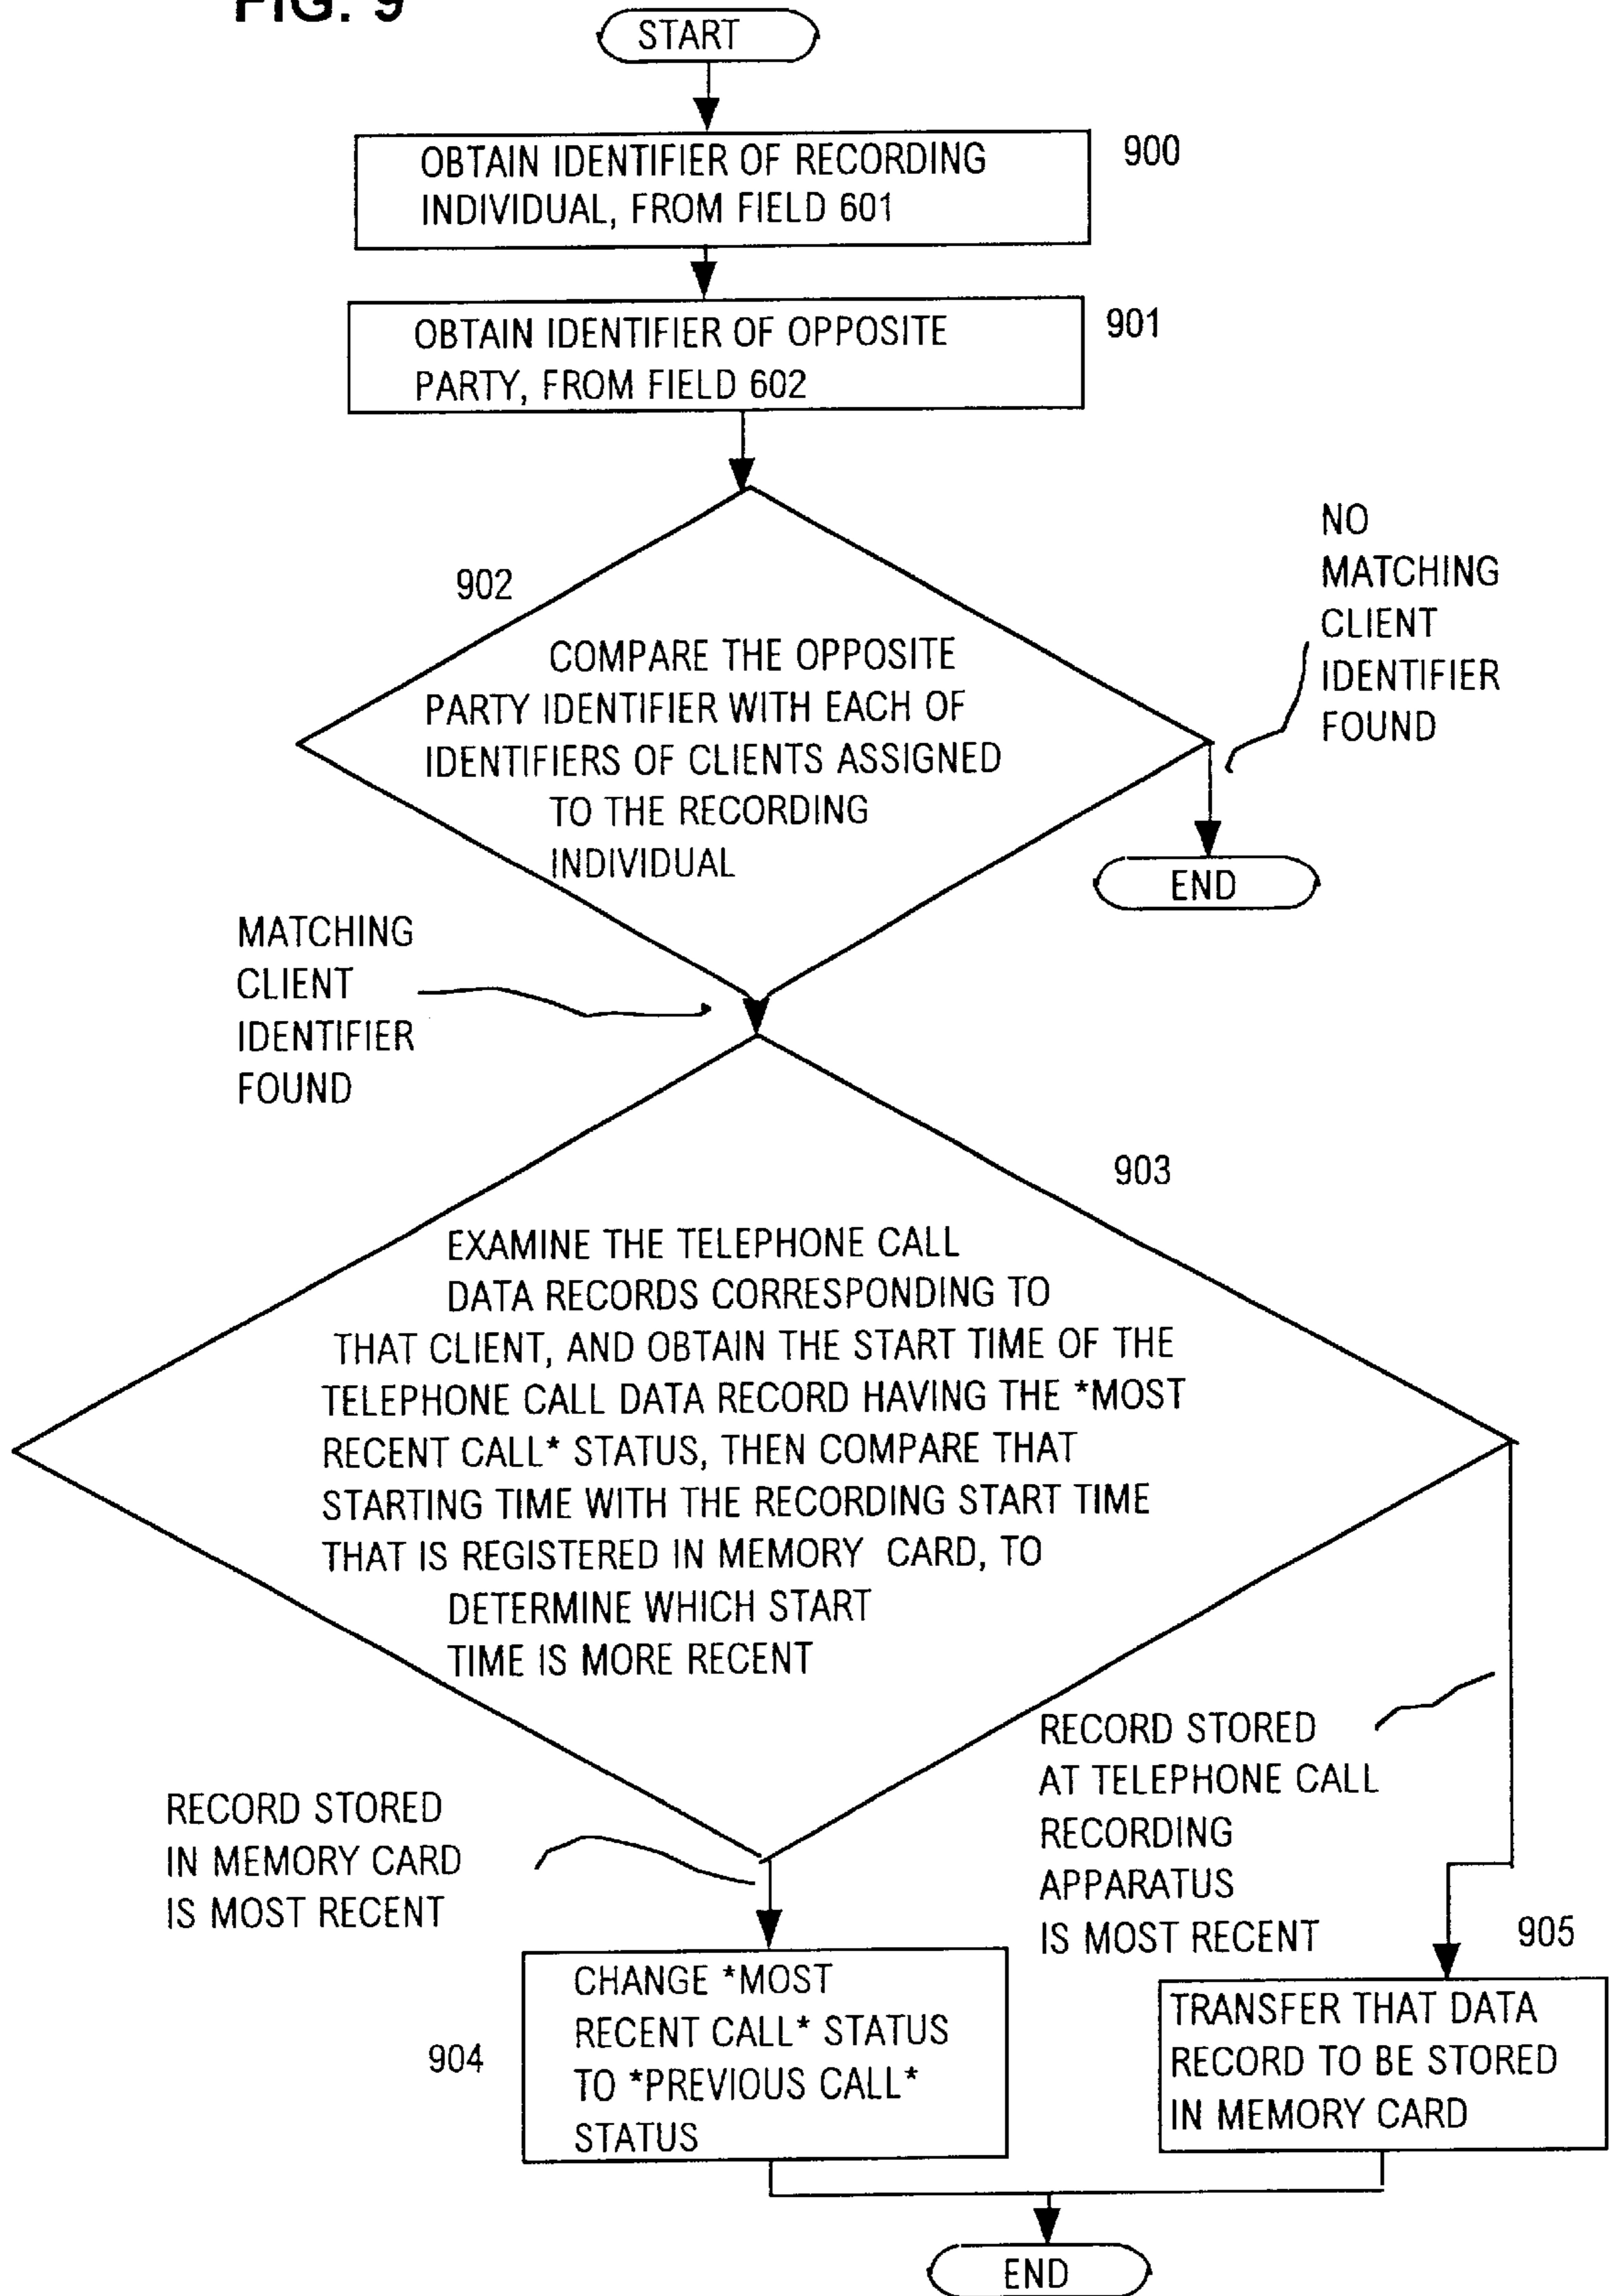 FIG. 9
START
OBTAIN IDENTIFIER OF RECORDING
INDIVIDUAL, FROM FIELD 601
900
OBTAIN IDENTIFIER OF OPPOSITE
PARTY, FROM FIELD 602
901
902
COMPARE THE OPPOSITE
PARTY IDENTIFIER WITH EACH OF
IDENTIFIERS OF CLIENTS ASSIGNED
TO THE RECORDING
INDIVIDUAL
NO
MATCHING
CLIENT
IDENTIFIER
FOUND
END
MATCHING
CLIENT
IDENTIFIER
FOUND
903
EXAMINE THE TELEPHONE CALL
DATA RECORDS CORRESPONDING TO
THAT CLIENT, AND OBTAIN THE START TIME OF THE
TELEPHONE CALL DATA RECORD HAVING THE *MOST
RECENT CALL* STATUS, THEN COMPARE THAT
STARTING TIME WITH THE RECORDING START TIME
THAT IS REGISTERED IN MEMORY CARD, TO
DETERMINE WHICH START
TIME IS MORE RECENT
RECORD STORED
IN MEMORY CARD
IS MOST RECENT
RECORD STORED
AT TELEPHONE CALL
RECORDING
APPARATUS
IS MOST RECENT
904
CHANGE *MOST
RECENT CALL* STATUS
TO *PREVIOUS CALL*
STATUS
905
TRANSFER THAT DATA
RECORD TO BE STORED
IN MEMORY CARD
END